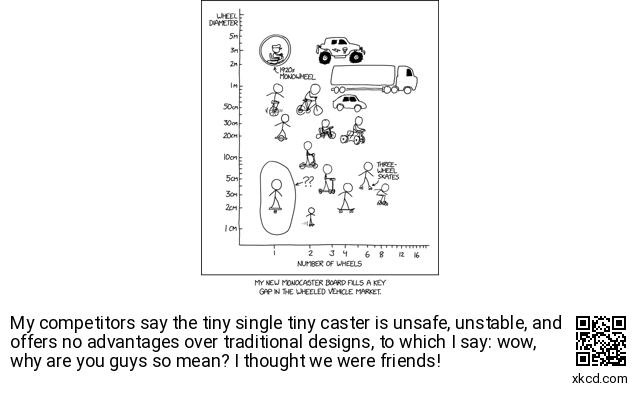 WHEEL
DIAMETER
5m
3m
2m
1m
50cm
30cm
20cm
10cm
5cm
3cm
2cm
1cm
1920s
MONOWHEEL
??
THREE-
WHEEL
SKATES
1 2 3 4 6 8 12 16
NUMBER OF WHEELS
MY NEW MONOCASTER BOARD FILLS A KEY
GAP IN THE WHEELED VEHICLE MARKET.
My competitors say the tiny single tiny caster is unsafe, unstable, and
offers no advantages over traditional designs, to which I say: wow,
why are you guys so mean? I thought we were friends!
xkcd.com